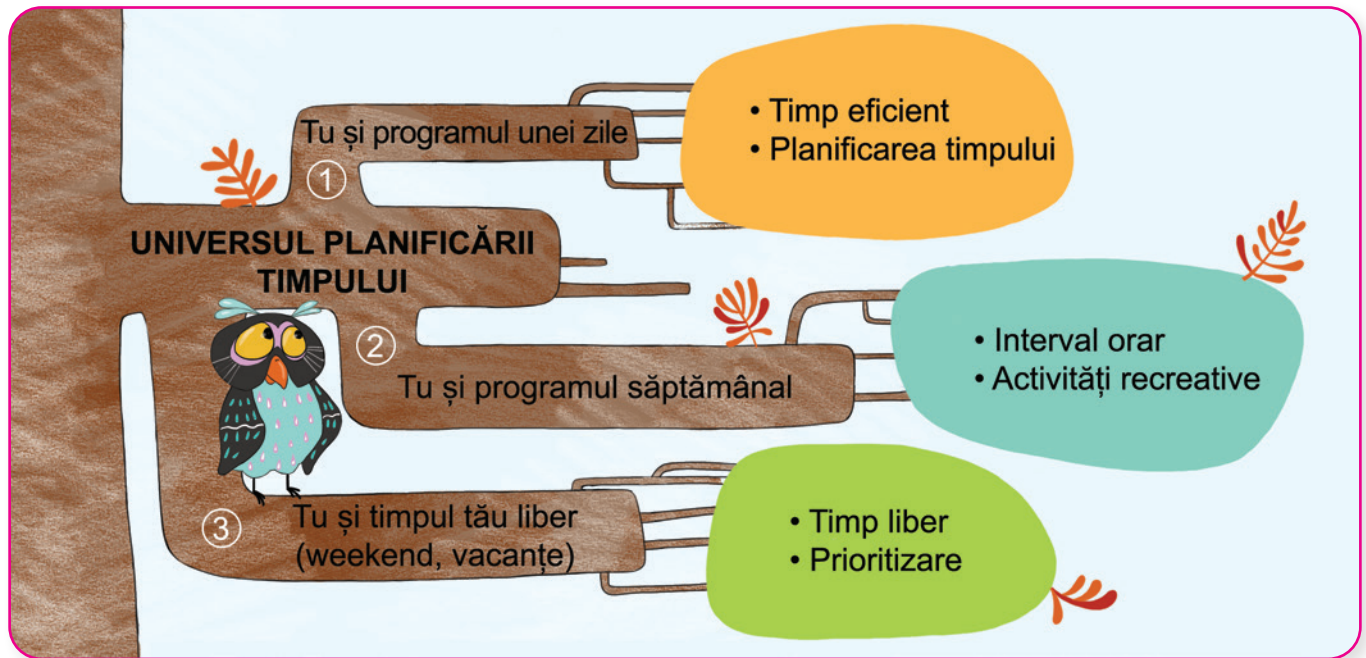 Tu și programul unei zile
1
• Timp eficient
• Planificarea timpului
UNIVERSUL PLANIFICĂRII
TIMPULUI
2
Tu și programul săptămânal
• Interval orar
• Activități recreative
3
Tu și timpul tău liber
(weekend, vacanțe)
• Timp liber
• Prioritizare